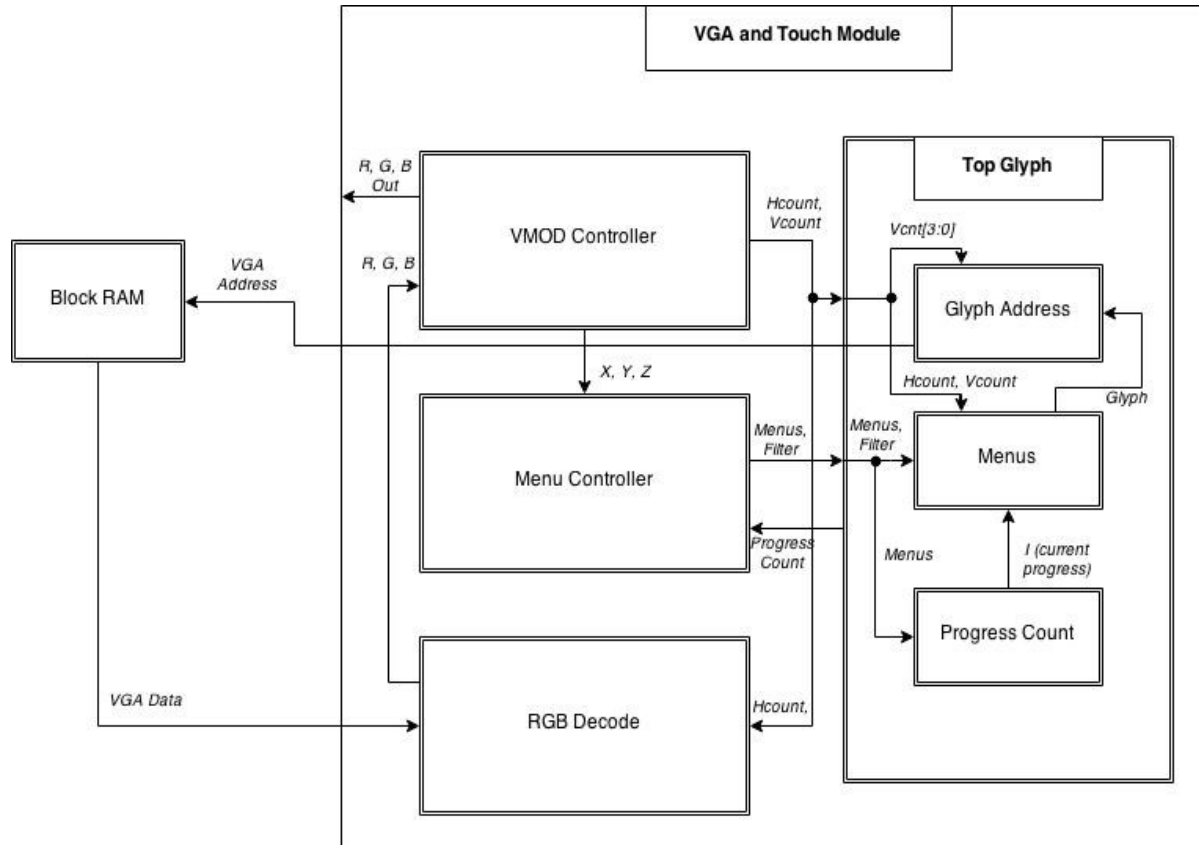 VGA and Touch Module
Top Glyph
R, G, B
Out
VMOD Controller
Hcount,
Vcount
Vcnt[3:0]
R, G, B
Block RAM
VGA
Address
Glyph Address
X, Y, Z
Hcount, Vcount
Glyph
Menu Controller
Menus,
Filter
Menus,
Filter
Menus
Progress
Count
Menus
I (current
progress)
Progress Count
VGA Data
RGB Decode
Hcount,